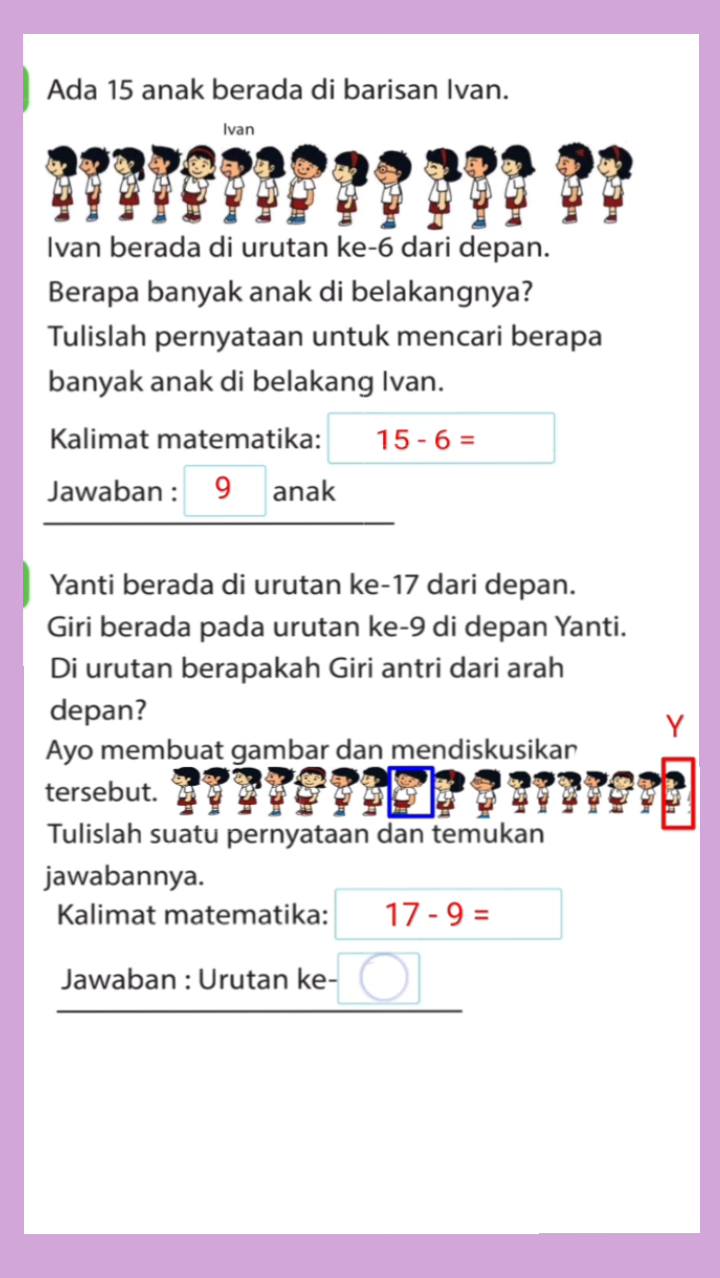 Ada 15 anak berada di barisan Ivan.
Ivan
Ivan berada di urutan ke-6 dari depan.
Berapa banyak anak di belakangnya?
Tulislah pernyataan untuk mencari berapa
banyak anak di belakang Ivan.
Kalimat matematika: 15 - 6 =
Jawaban : 9 anak
Yanti berada di urutan ke-17 dari depan.
Giri berada pada urutan ke-9 di depan Yanti.
Di urutan berapakah Giri antri dari arah
depan?
Y
Ayo membuat gambar dan mendiskusikan
tersebut.
Tulislah suatu pernyataan dan temukan
jawabannya.
Kalimat matematika: 17 - 9 =
Jawaban : Urutan ke-